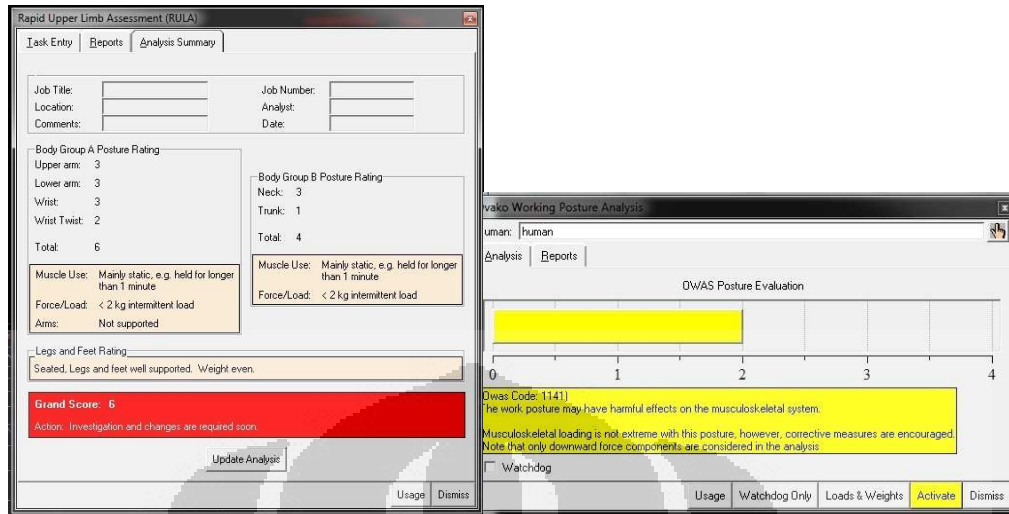 Rapid Upper Limb Assessment (RULA)
Task Entry Reports Analysis Summary
Job Title: Job Number:
Location: Analyst:
Comments: Date:
Body Group A Posture Rating
Upper arm: 3
Lower arm: 3
Wrist: 3
Wrist Twist: 2
Total: 6
Muscle Use: Mainly static, e.g. held for longer
than 1 minute
Force/Load: < 2 kg intermittent load
Arms: Not supported
Body Group B Posture Rating
Neck: 3
Trunk: 1
Total: 4
Muscle Use: Mainly static, e.g. held for longer
than 1 minute
Force/Load: < 2 kg intermittent load
Legs and Feet Rating
Seated, Legs and feet well supported. Weight even.
Grand Score: 6
Action: Investigation and changes are required soon.
Update Analysis
Usage Dismiss
vako Working Posture Analysis
uman: human
Analysis Reports
OWAS Posture Evaluation
0 1 2 3 4
Owas Code: 1141)
The work posture may have harmful effects on the musculoskeletal system.
Musculoskeletal loading is not extreme with this posture, however, corrective measures are encouraged.
Note that only downward force components are considered in the analysis
Watchdog
Usage Watchdog Only Loads & Weights Activate Dismiss